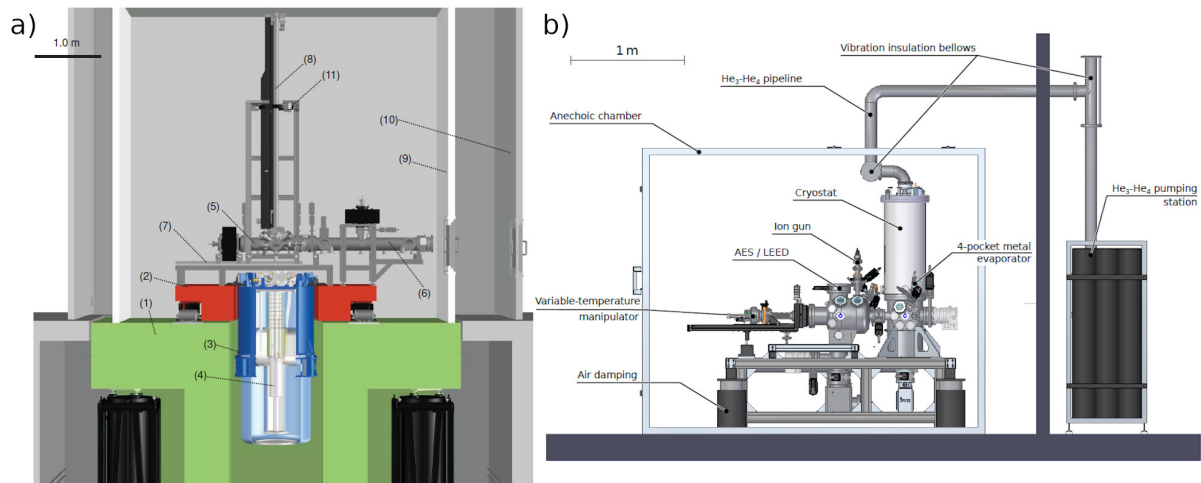 a)
1.0 m
(8)
(11)
(10)
(9)
(5)
(7)
(2)
(6)
(1)
(3)
(4)
b)
1 m
Vibration insulation bellows
He3-He4 pipeline
Anechoic chamber
He3-He4 pumping
station
Cryostat
Ion gun
4-pocket metal
evaporator
AES / LEED
Variable-temperature
manipulator
Air damping